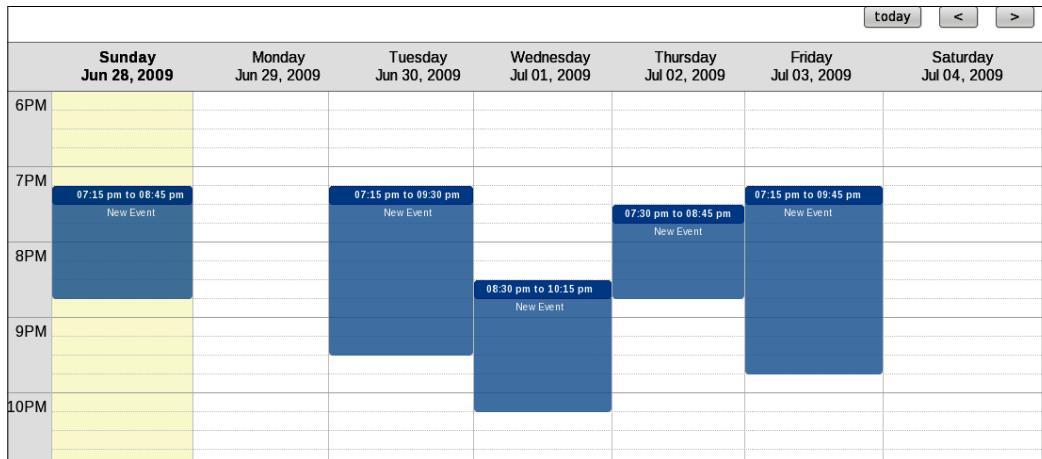 today < >
Sunday Monday Tuesday Wednesday Thursday Friday Saturday
Jun 28, 2009 Jun 29, 2009 Jun 30, 2009 Jul 01, 2009 Jul 02, 2009 Jul 03, 2009 Jul 04, 2009
6PM
7PM
07:15 pm to 08:45 pm 07:15 pm to 09:30 pm 07:15 pm to 09:45 pm
New Event New Event New Event
07:30 pm to 08:45 pm
New Event
8PM
08:30 pm to 10:15 pm
New Event
9PM
10PM